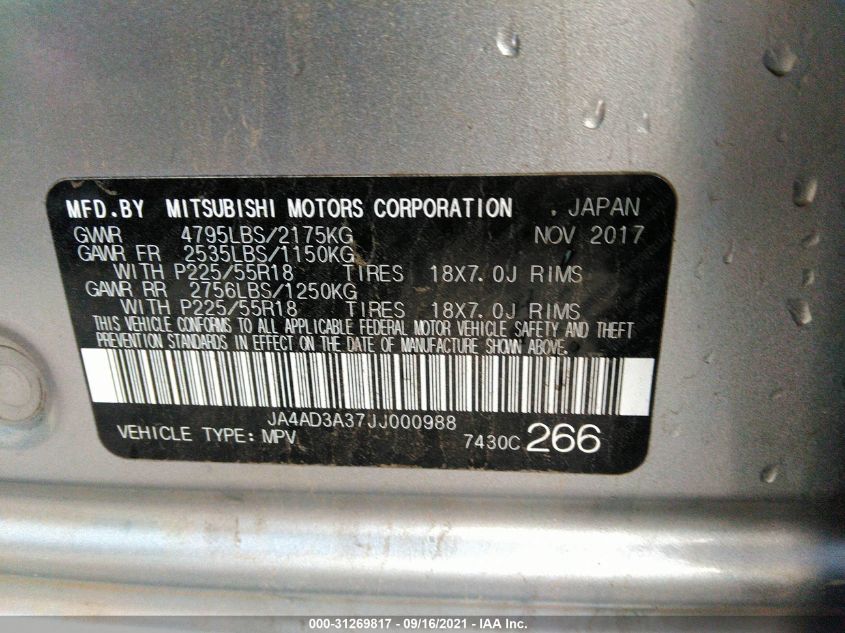 MFD.BY MITSUBISHI MOTORS CORPORATION , JAPAN
GVWR 4795LBS/2175KG NOV 2017
GAWR FR 2535LBS/1150KG
WITH P225/55R18 TIRES 18X7.0J RIMS
GAWR RR 2756LBS/1250KG
WITH P225/55R18 TIRES 18X7.0J RIMS
THIS VEHICLE CONFORMS TO ALL APPLICABLE FEDERAL MOTOR VEHICLE SAFETY AND THEFT
PREVENTION STANDARDS IN EFFECT ON THE DATE OF MANUFACTURE SHOWN ABOVE.
JA4AD3A37JJ000988
VEHICLE TYPE: MPV 7430C 266
000-31269817 - 09/16/2021 - IAA Inc.